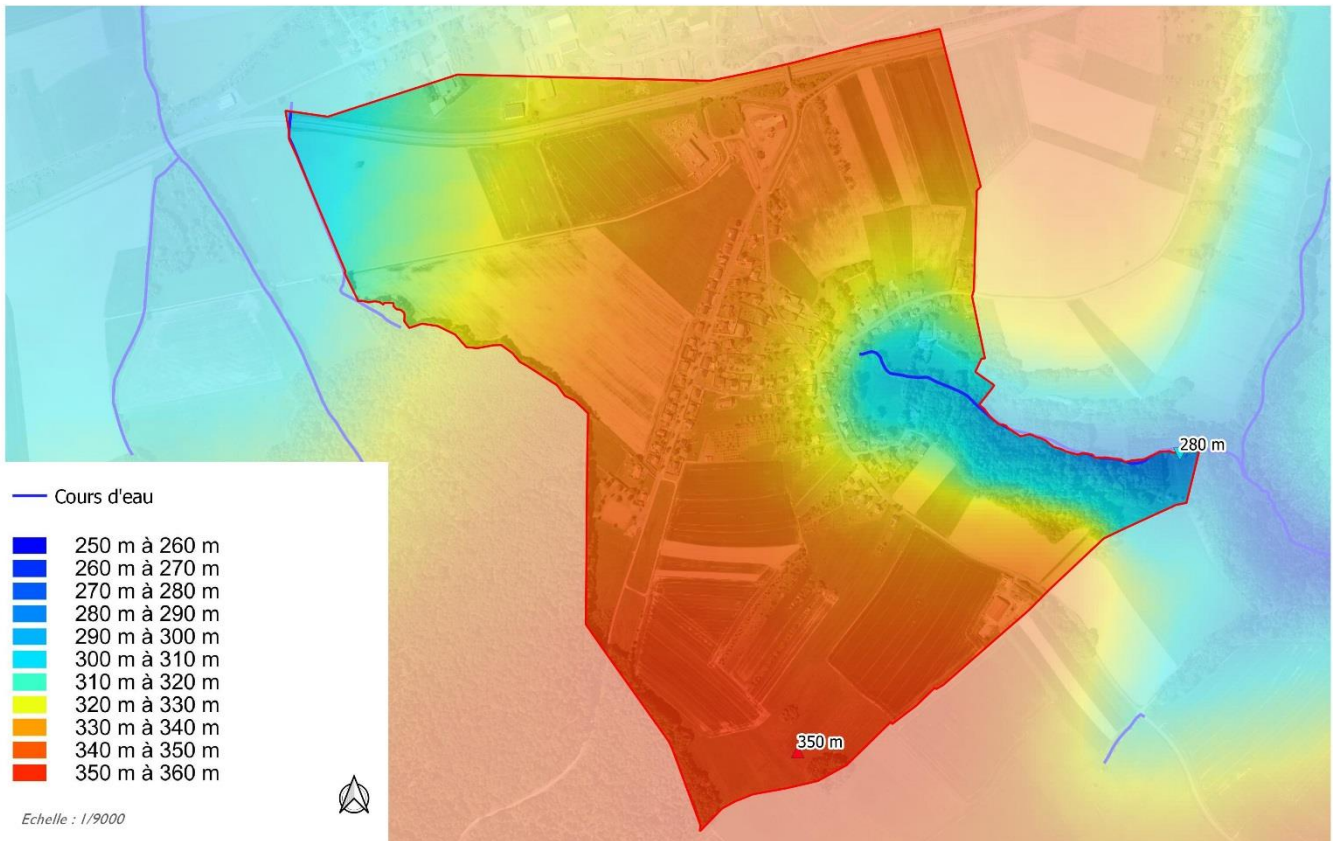 280 m
Cours d'eau
250 m à 260 m
260 m à 270 m
270 m à 280 m
280 m à 290 m
290 m à 300 m
300 m à 310 m
310 m à 320 m
320 m à 330 m
330 m à 340 m
340 m à 350 m
350 m à 360 m
350 m
Echelle : 1/9000